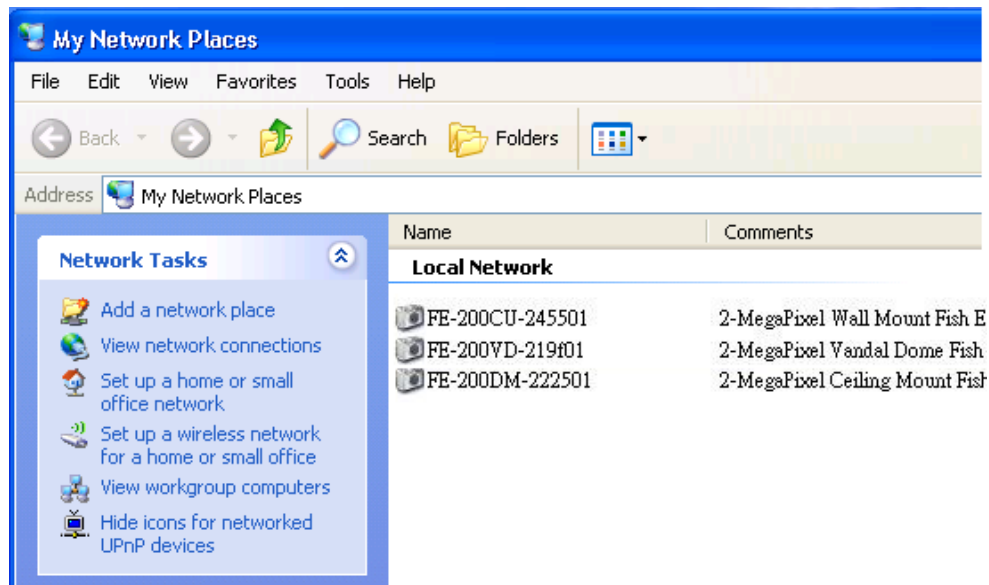 My Network Places
File Edit View Favorites Tools Help
Back Search Folders
Address My Network Places
Network Tasks
Add a network place
View network connections
Set up a home or small
office network
Set up a wireless network
for a home or small office
View workgroup computers
Hide icons for networked
UPnP devices
Name Comments
Local Network
FE-200CU-245501 2-MegaPixel Wall Mount Fish E
FE-200VD-219f01 2-MegaPixel Vandal Dome Fish
FE-200DM-222501 2-MegaPixel Ceiling Mount Fish